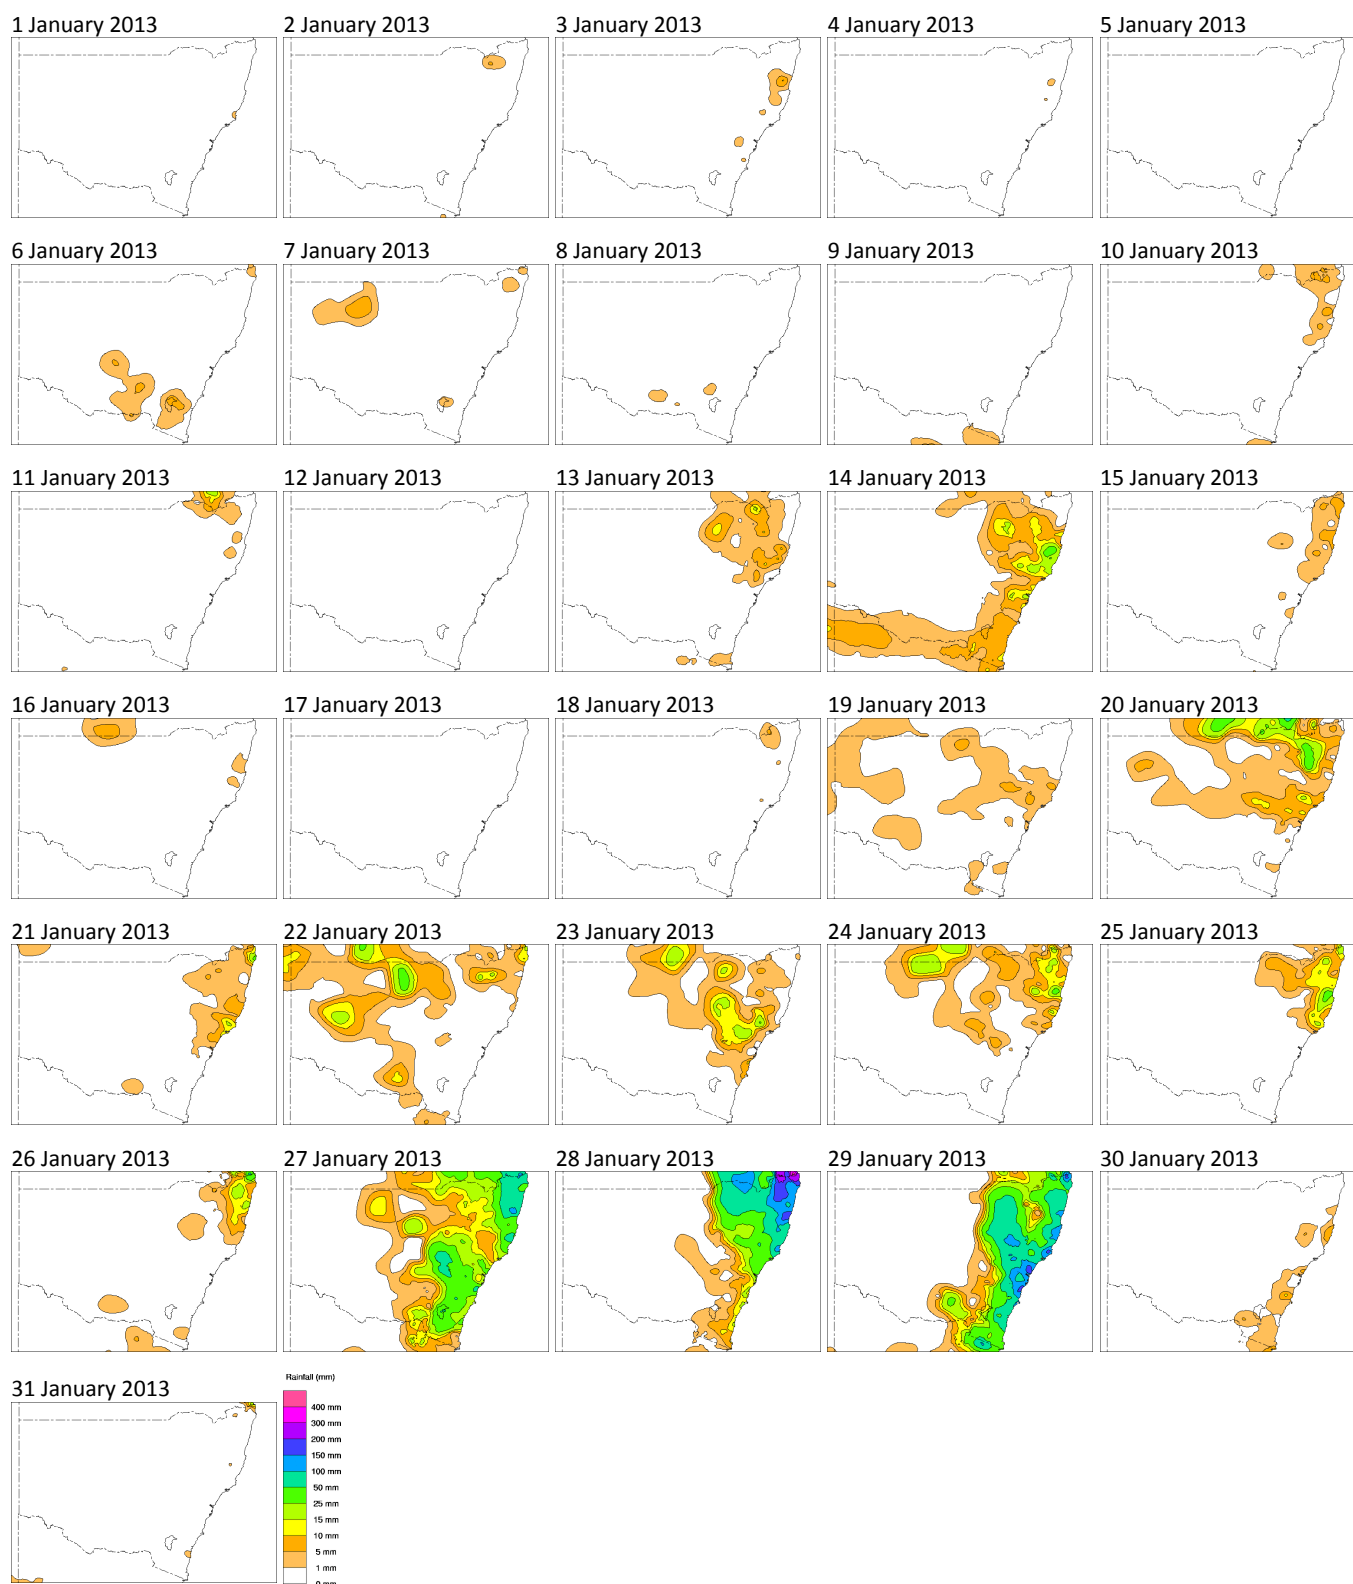 1 January 2013
2 January 2013
3 January 2013
4 January 2013
5 January 2013
6 January 2013
7 January 2013
8 January 2013
9 January 2013
10 January 2013
11 January 2013
12 January 2013
13 January 2013
14 January 2013
15 January 2013
16 January 2013
17 January 2013
18 January 2013
19 January 2013
20 January 2013
21 January 2013
22 January 2013
23 January 2013
24 January 2013
25 January 2013
26 January 2013
27 January 2013
28 January 2013
29 January 2013
30 January 2013
31 January 2013
Rainfall (mm)
400 mm
300 mm
200 mm
150 mm
100 mm
50 mm
25 mm
15 mm
10 mm
5 mm
1 mm
0 mm